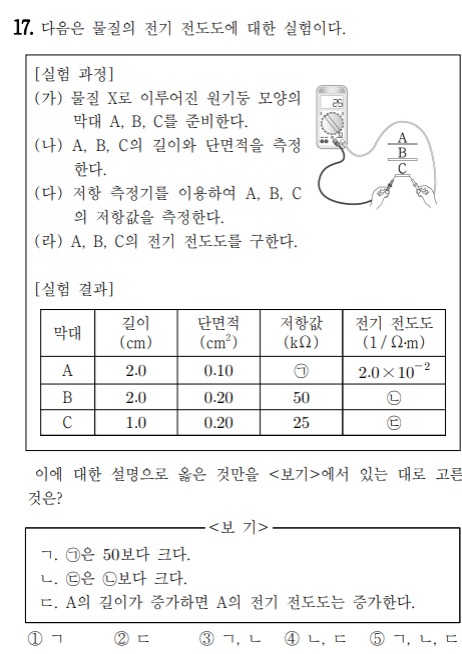 17. 다음은 물질의 전기 전도도에 대한 실험이다.
[실험 과정]
(가) 물질 X로 이루어진 원기둥 모양의
막대 A, B, C를 준비한다.
(나) A, B, C의 길이와 단면적을 측정
한다.
(다) 저항 측정기를 이용하여 A, B, C
의 저항값을 측정한다.
(라) A, B, C의 전기 전도도를 구한다.
25
A
B
C
[실험 결과]
막대 길이 (cm) 단면적 (cm²) 저항값 (kΩ) 전기 전도도 (1/Ω·m)
A 2.0 0.10 ㉠ 2.0×10⁻²
B 2.0 0.20 50 ㉡
C 1.0 0.20 25 ㉢
이에 대한 설명으로 옳은 것만을 <보기>에서 있는 대로 고른
것은?
<보 기>
ㄱ. ㉠은 50보다 크다.
ㄴ. ㉢은 ㉡보다 크다.
ㄷ. A의 길이가 증가하면 A의 전기 전도도는 증가한다.
① ㄱ ② ㄷ ③ ㄱ, ㄴ ④ ㄴ, ㄷ ⑤ ㄱ, ㄴ, ㄷ